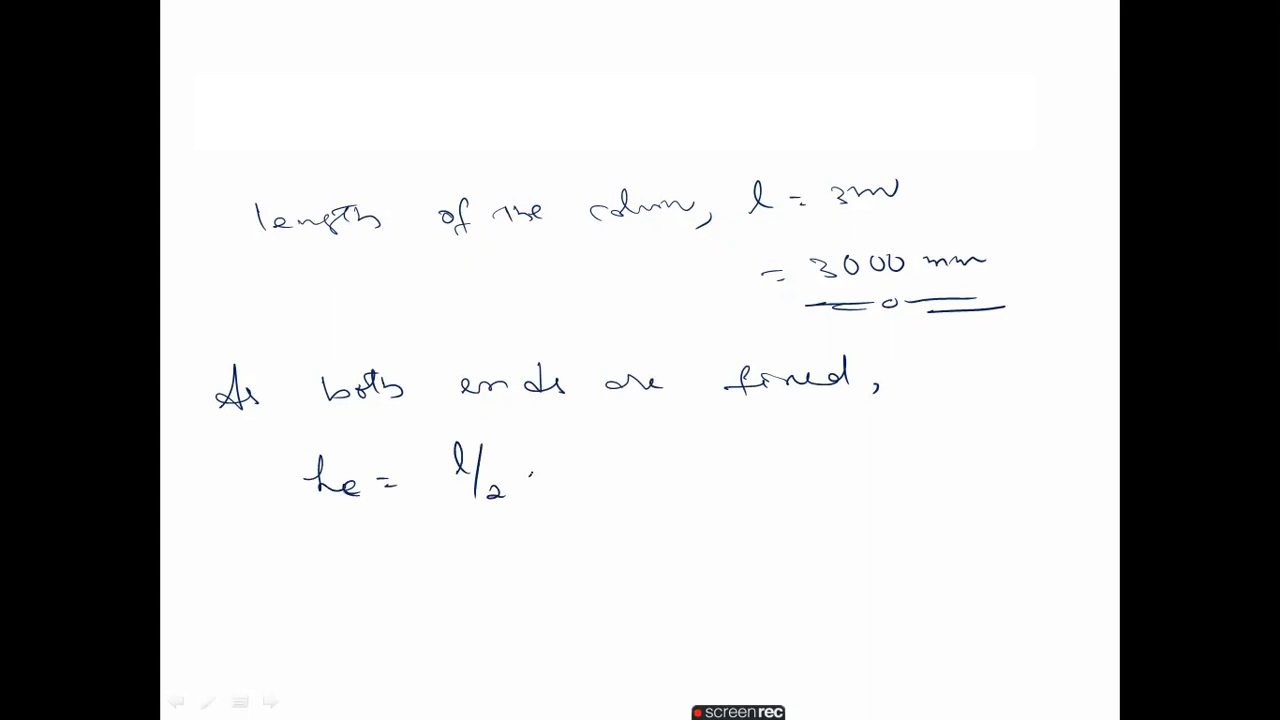 length of the column, l = 3m
= 3000 mm
As both ends are fixed,
le = l/2
screenrec